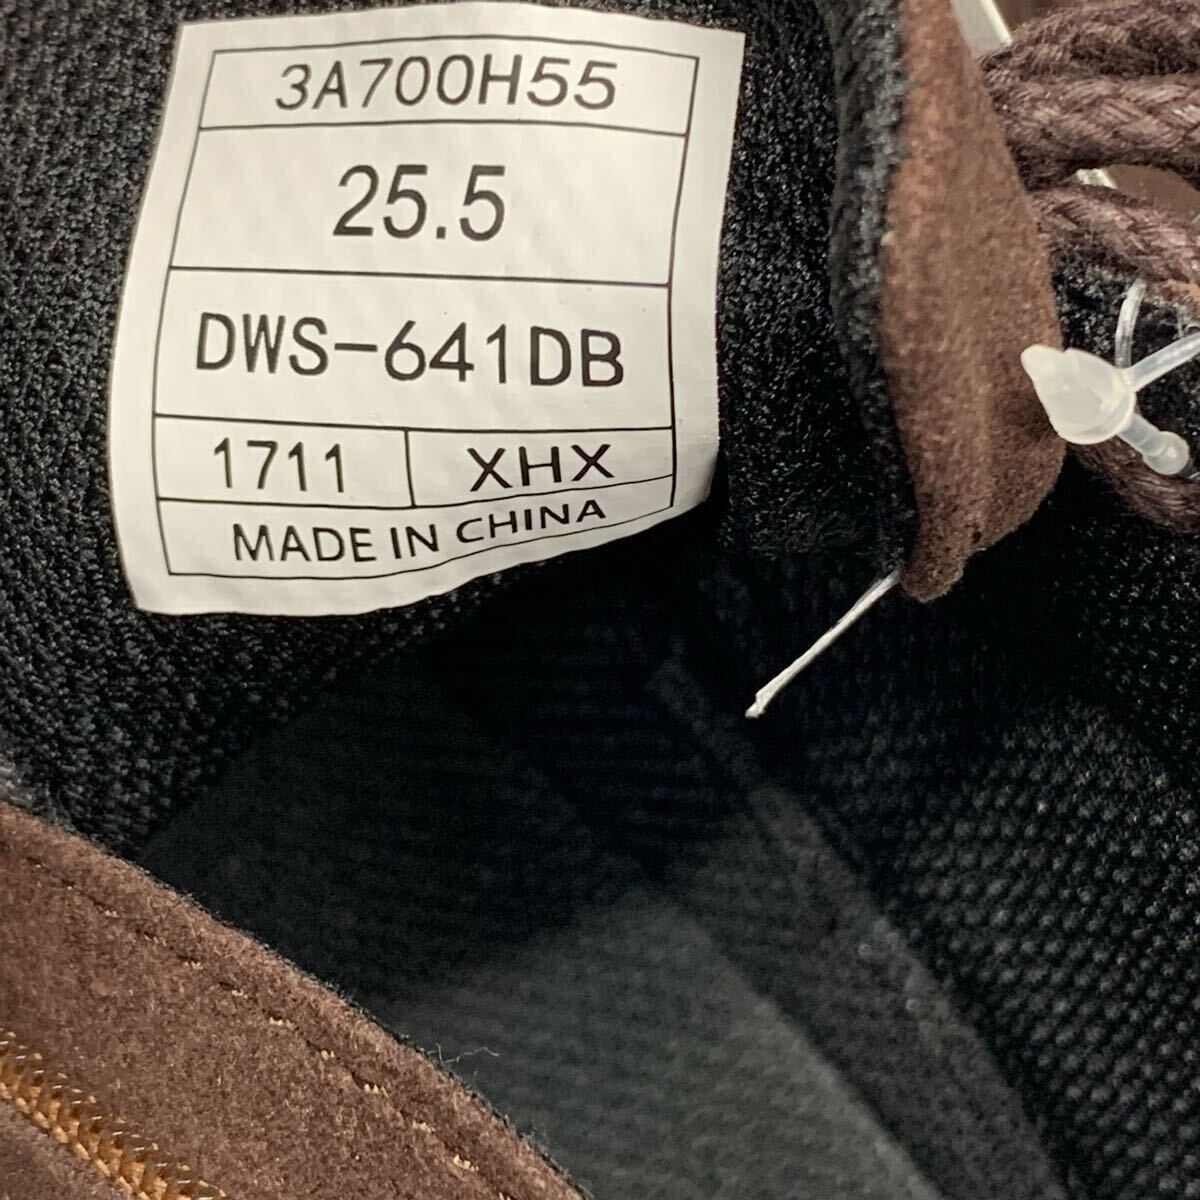 3A700H55
25.5
DWS-641DB
1711 XHX
MADE IN CHINA